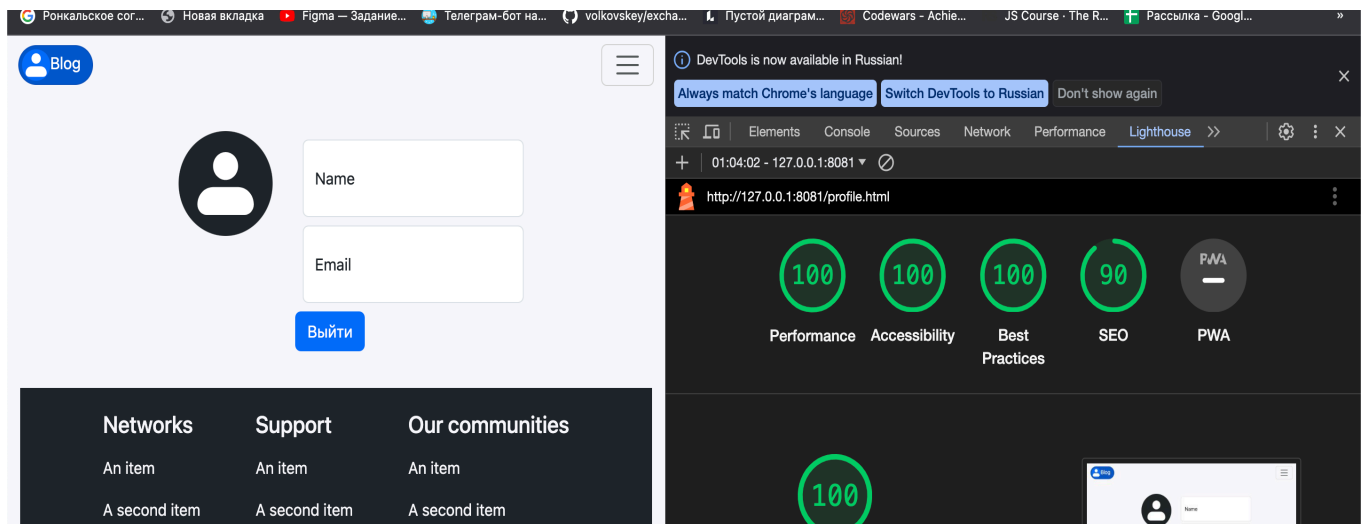 Ронкальское сог... Новая вкладка Figma — Задание... Телеграм-бот на... volkovskey/excha... Пустой диаграм... Codewars - Achie... JS Course · The R... Рассылка - Googl... »
Blog
Name
Email
Выйти
Networks Support Our communities
An item An item An item
A second item A second item A second item
DevTools is now available in Russian!
Always match Chrome's language Switch DevTools to Russian Don't show again
Elements Console Sources Network Performance Lighthouse
01:04:02 - 127.0.0.1:8081
http://127.0.0.1:8081/profile.html
100 100 100 90 PWA
Performance Accessibility Best Practices SEO PWA
100
Blog
Name